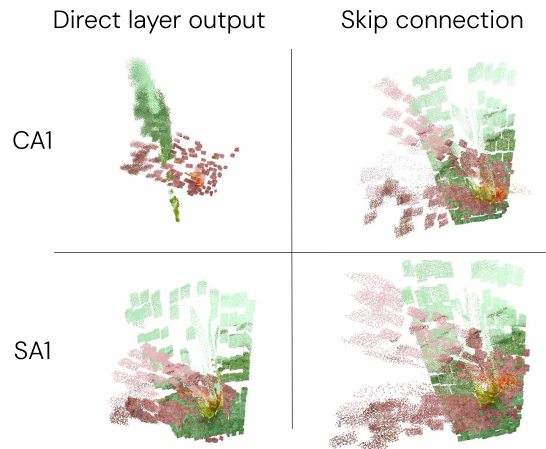 Direct layer output
Skip connection
CA1
SA1